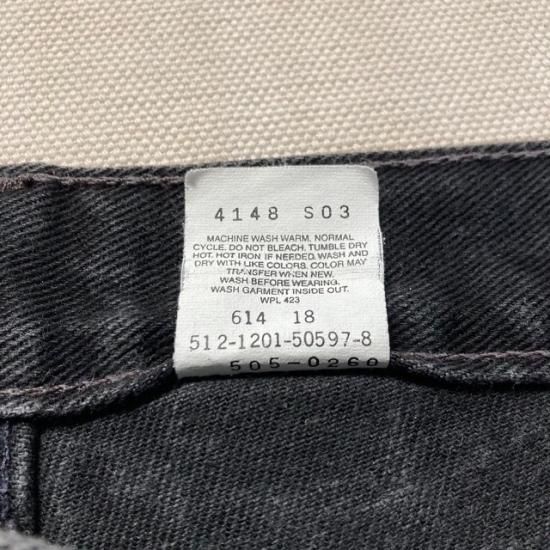 4148 S03
MACHINE WASH WARM, NORMAL
CYCLE. DO NOT BLEACH. TUMBLE DRY
HOT. HOT IRON IF NEEDED. WASH AND
DRY WITH LIKE COLORS. COLOR MAY
TRANSFER WHEN NEW.
WASH BEFORE WEARING.
WASH GARMENT INSIDE OUT.
WPL 423
614 18
512-1201-50597-8
505-0260